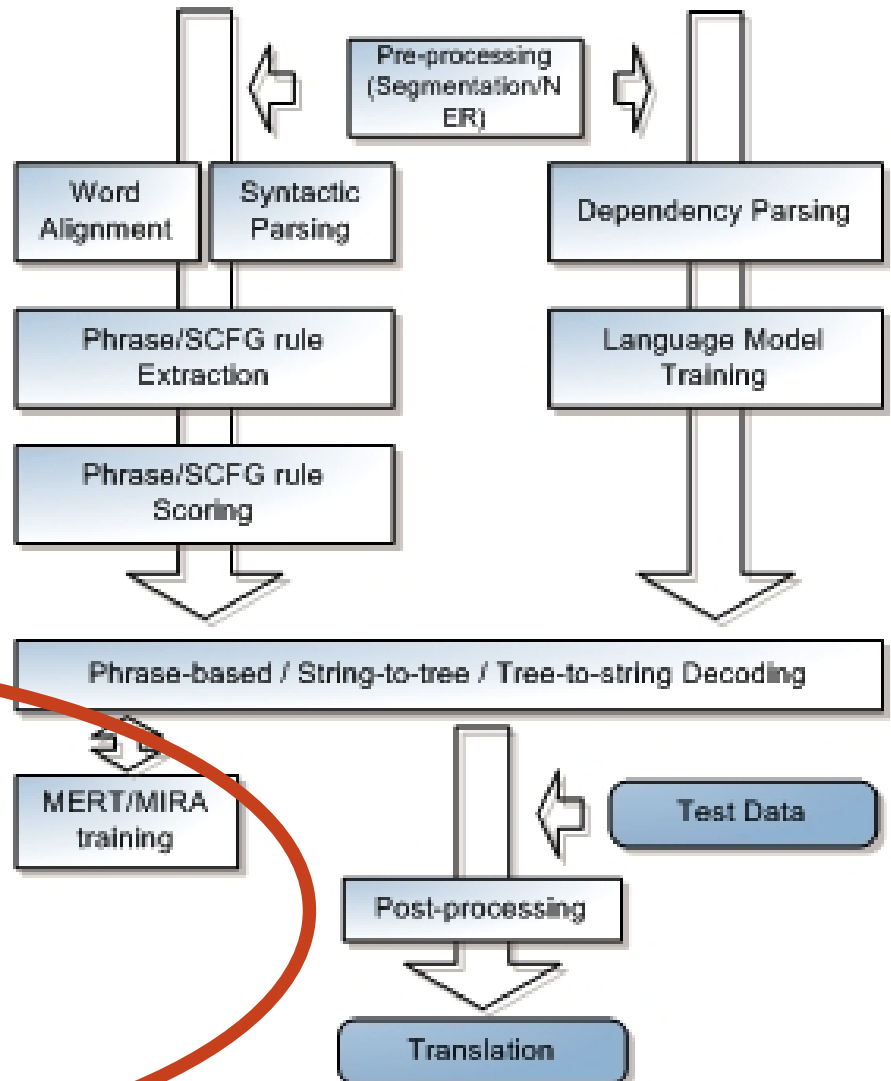 Pre-processing
(Segmentation/N
ER)
Word
Alignment
Syntactic
Parsing
Dependency Parsing
Phrase/SCFG rule
Extraction
Language Model
Training
Phrase/SCFG rule
Scoring
Phrase-based / String-to-tree / Tree-to-string Decoding
MERT/MIRA
training
Test Data
Post-processing
Translation